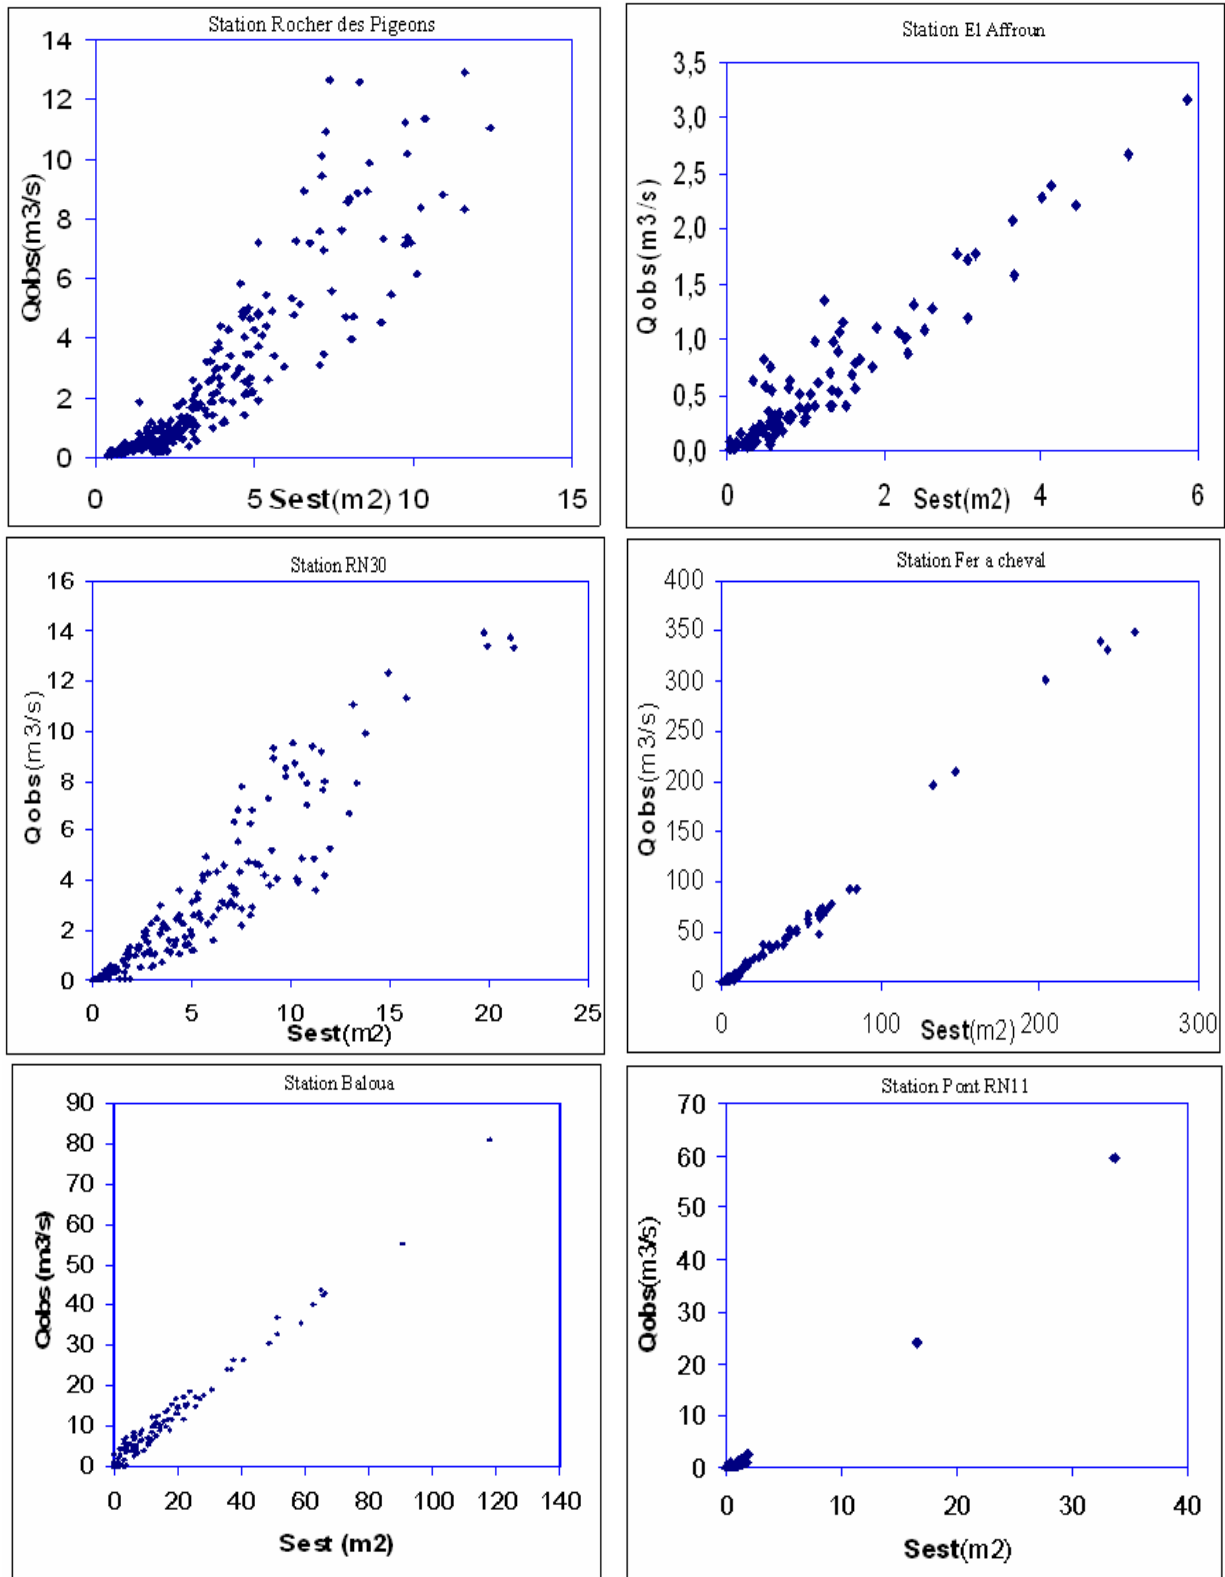 Station Rocher des Pigeons
14
12
10
8
6
4
2
0
Qobs(m3/s)
0 5 10 15
Sest(m2)
Station El Affroun
3,5
3,0
2,5
2,0
1,5
1,0
0,5
0,0
Qobs(m3/s)
0 2 4 6
Sest(m2)
Station RN30
16
14
12
10
8
6
4
2
0
Qobs(m3/s)
0 5 10 15 20 25
Sest(m2)
Station Fer a cheval
400
350
300
250
200
150
100
50
0
Qobs(m3/s)
0 100 200 300
Sest(m2)
Station Baloua
90
80
70
60
50
40
30
20
10
0
Qobs (m3/s)
0 20 40 60 80 100 120 140
Sest (m2)
Station Pont RN11
70
60
50
40
30
20
10
0
Qobs(m3/s)
0 10 20 30 40
Sest(m2)